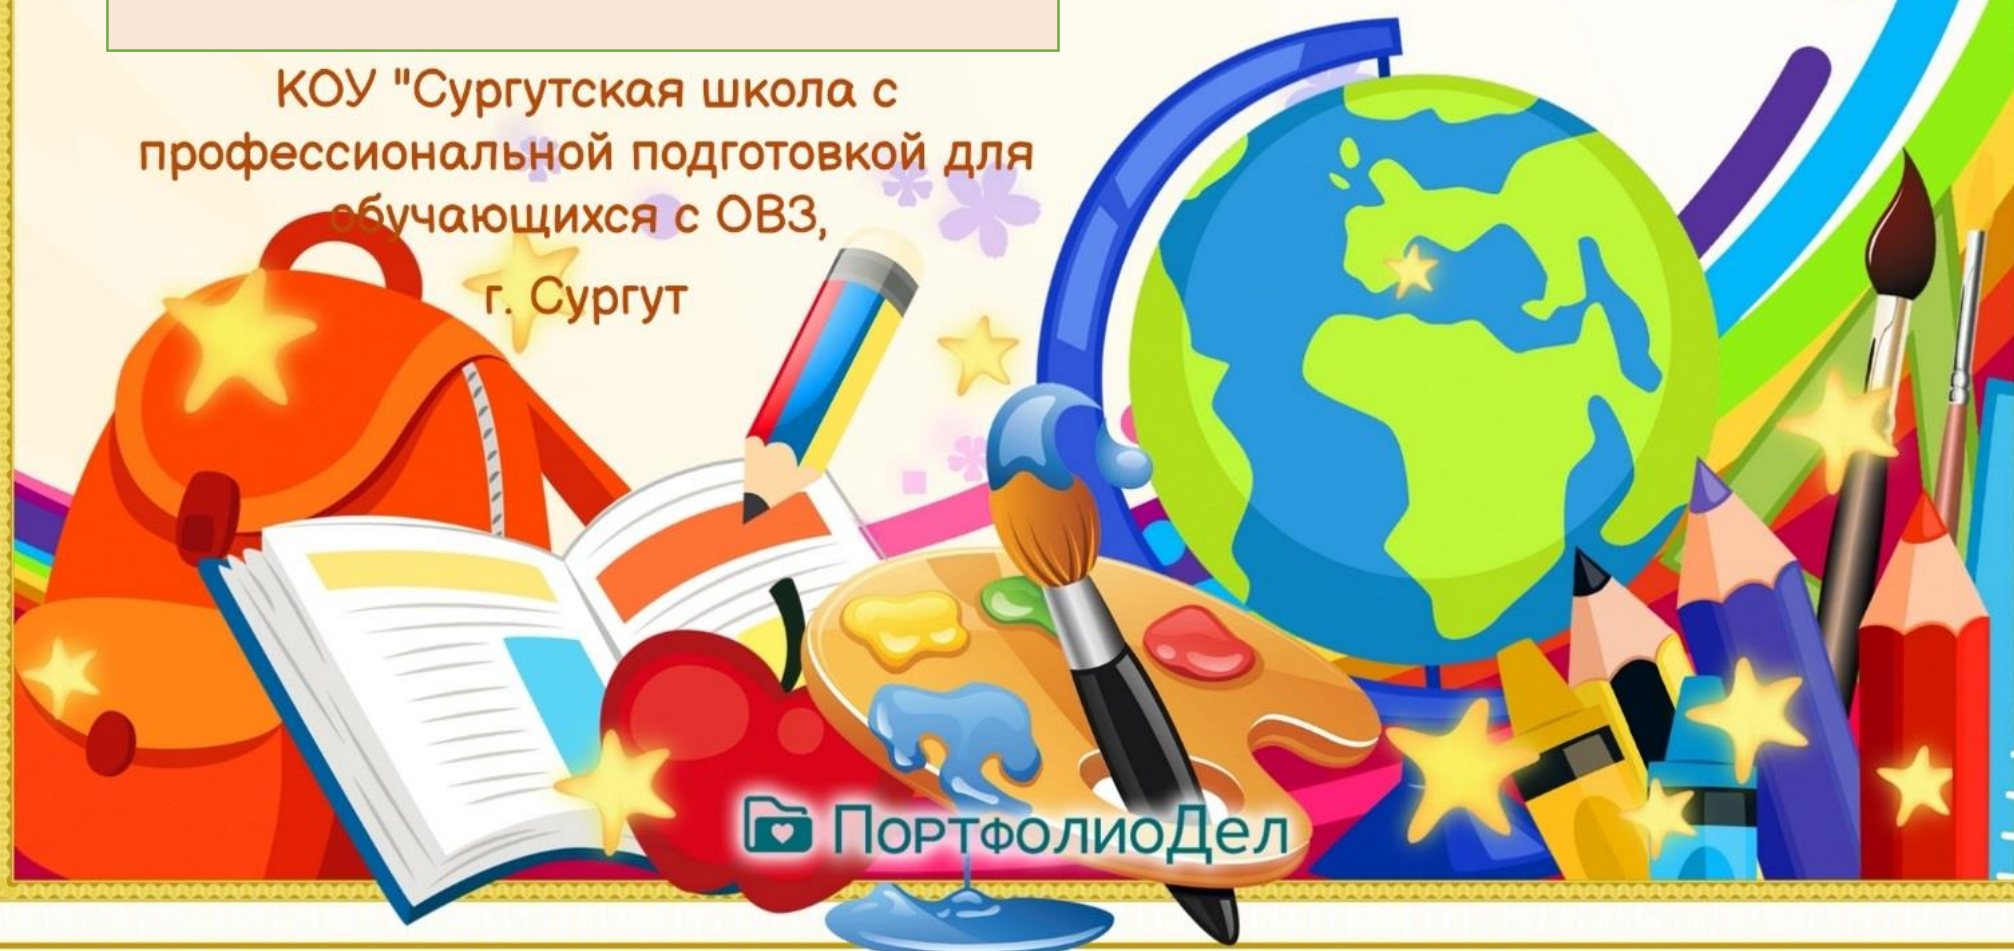 КОУ "Сургутская школа с
профессиональной подготовкой для
обучающихся с ОВЗ,
г. Сургут
ПортфолиоДел